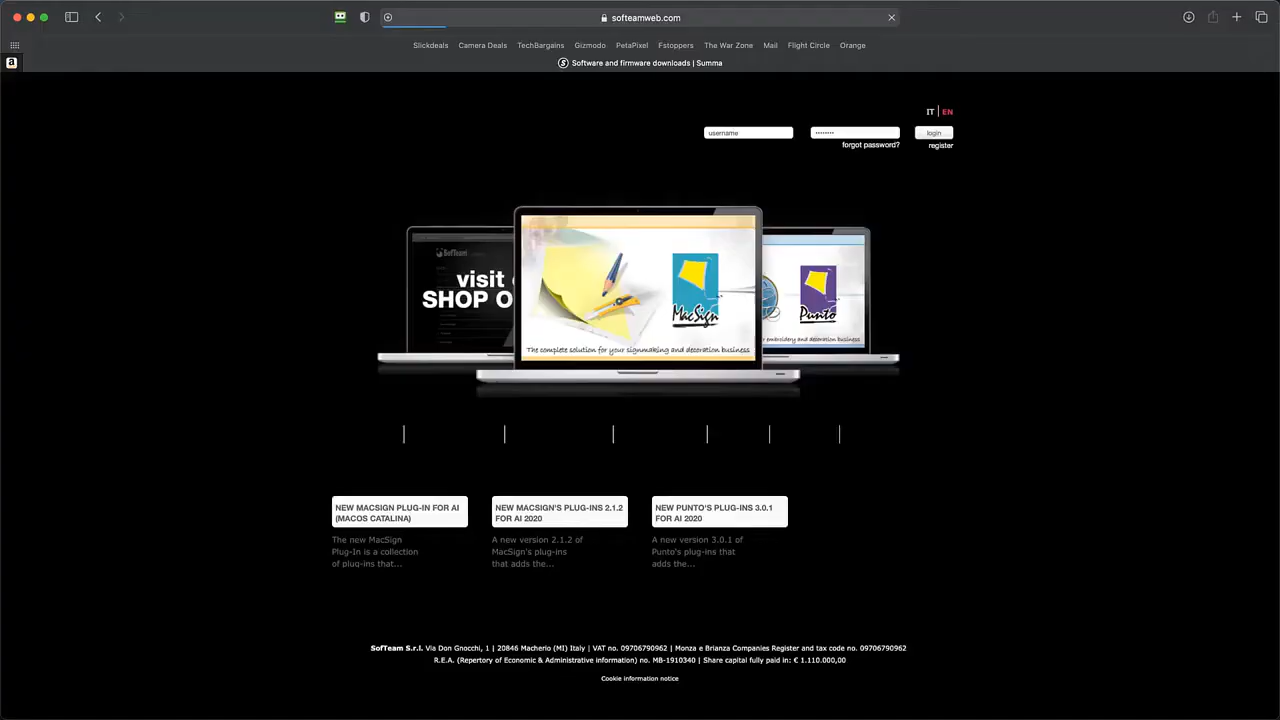 softeamweb.com
Slickdeals Camera Deals TechBargains Gizmodo PetaPixel Fstoppers The War Zone Mail Flight Circle Orange
a
Software and firmware downloads | Summa
IT | EN
username •••••••• login
forgot password? register
SofTeam
visit
SHOP O
MacSign
The complete solution for your signmaking and decoration business
Punto
r embroidery and decoration business
NEW MACSIGN PLUG-IN FOR AI
(MACOS CATALINA)
The new MacSign
Plug-In is a collection
of plug-ins that...
NEW MACSIGN'S PLUG-INS 2.1.2
FOR AI 2020
A new version 2.1.2 of
MacSign's plug-ins
that adds the...
NEW PUNTO'S PLUG-INS 3.0.1
FOR AI 2020
A new version 3.0.1 of
Punto's plug-ins that
adds the...
SofTeam S.r.l. Via Don Gnocchi, 1 | 20846 Macherio (MI) Italy | VAT no. 09706790962 | Monza e Brianza Companies Register and tax code no. 09706790962
R.E.A. (Repertory of Economic & Administrative information) no. MB-1910340 | Share capital fully paid in: € 1.110.000,00
Cookie information notice